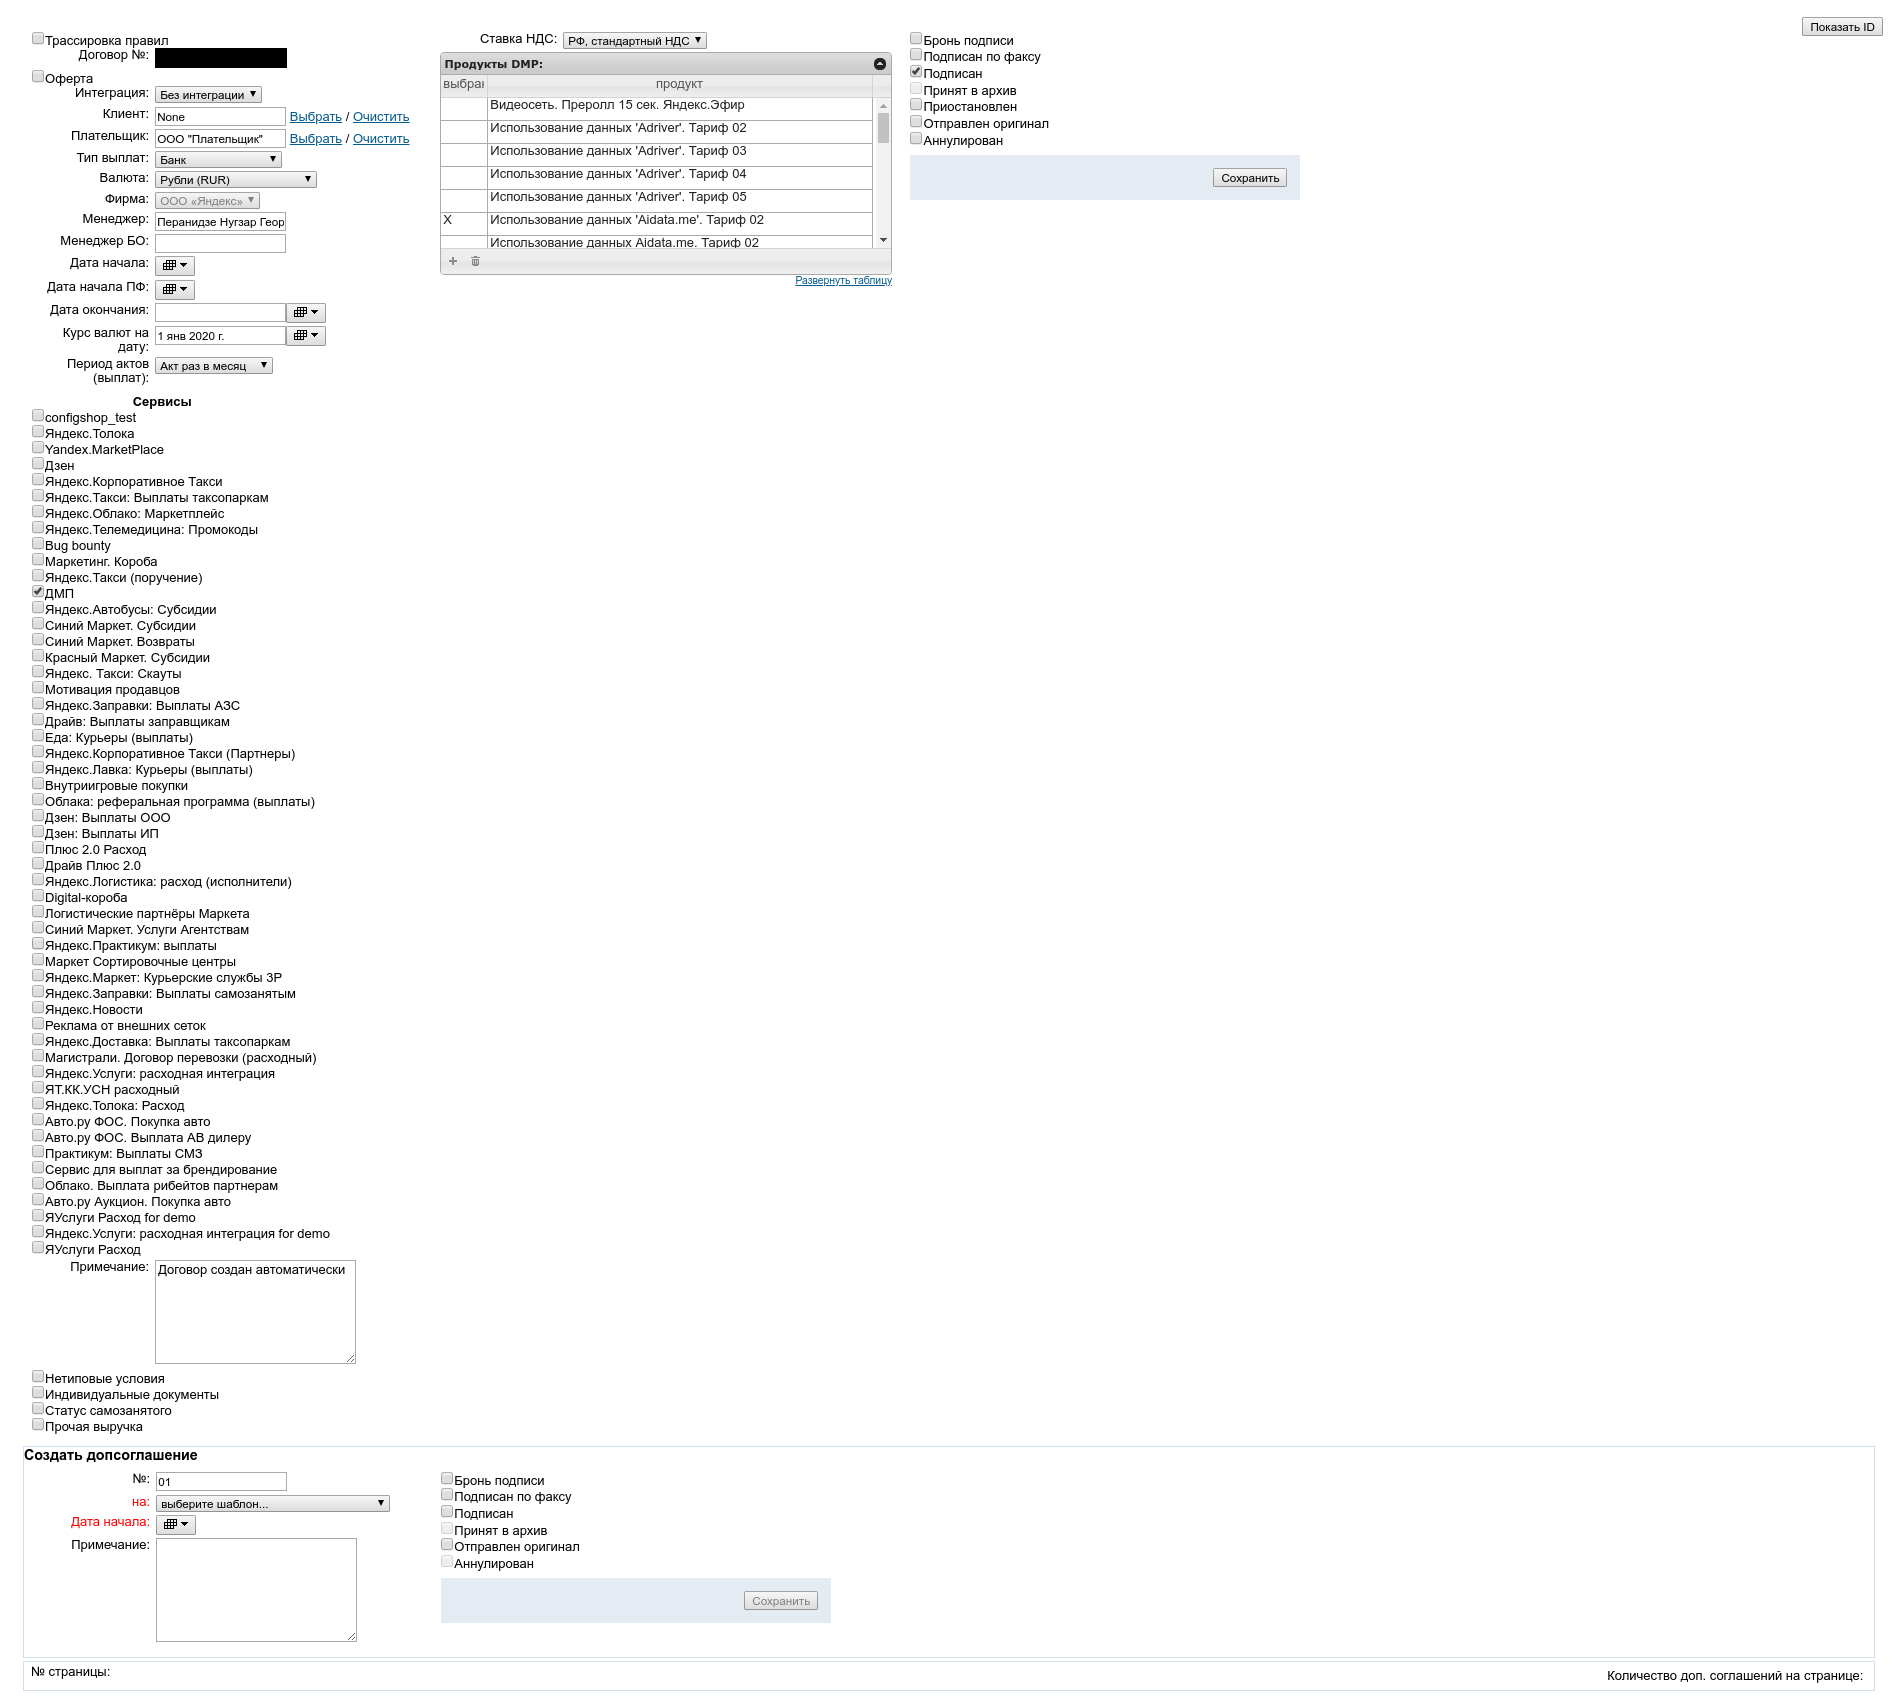 Показать ID
Трассировка правил
Договор №:
Оферта
Интеграция: Без интеграции
Клиент: None Выбрать / Очистить
Плательщик: ООО "Плательщик" Выбрать / Очистить
Тип выплат: Банк
Валюта: Рубли (RUR)
Фирма: ООО «Яндекс»
Менеджер: Перанидзе Нугзар Геор
Менеджер БО:
Дата начала:
Дата начала ПФ:
Дата окончания:
Курс валют на
дату: 1 янв 2020 г.
Период актов
(выплат): Акт раз в месяц
Ставка НДС: РФ, стандартный НДС
Продукты DMP:
выбран продукт
Видеосеть. Преролл 15 сек. Яндекс.Эфир
Использование данных 'Adriver'. Тариф 02
Использование данных 'Adriver'. Тариф 03
Использование данных 'Adriver'. Тариф 04
Использование данных 'Adriver'. Тариф 05
X Использование данных 'Aidata.me'. Тариф 02
Использование данных Aidata.me. Тариф 02
Развернуть таблицу
Бронь подписи
Подписан по факсу
Подписан
Принят в архив
Приостановлен
Отправлен оригинал
Аннулирован
Сохранить
Сервисы
configshop_test
Яндекс.Толока
Yandex.MarketPlace
Дзен
Яндекс.Корпоративное Такси
Яндекс.Такси: Выплаты таксопаркам
Яндекс.Облако: Маркетплейс
Яндекс.Телемедицина: Промокоды
Bug bounty
Маркетинг. Короба
Яндекс.Такси (поручение)
ДМП
Яндекс.Автобусы: Субсидии
Синий Маркет. Субсидии
Синий Маркет. Возвраты
Красный Маркет. Субсидии
Яндекс. Такси: Скауты
Мотивация продавцов
Яндекс.Заправки: Выплаты АЗС
Драйв: Выплаты заправщикам
Еда: Курьеры (выплаты)
Яндекс.Корпоративное Такси (Партнеры)
Яндекс.Лавка: Курьеры (выплаты)
Внутриигровые покупки
Облака: реферальная программа (выплаты)
Дзен: Выплаты ООО
Дзен: Выплаты ИП
Плюс 2.0 Расход
Драйв Плюс 2.0
Яндекс.Логистика: расход (исполнители)
Digital-короба
Логистические партнёры Маркета
Синий Маркет. Услуги Агентствам
Яндекс.Практикум: выплаты
Маркет Сортировочные центры
Яндекс.Маркет: Курьерские службы 3P
Яндекс.Заправки: Выплаты самозанятым
Яндекс.Новости
Реклама от внешних сеток
Яндекс.Доставка: Выплаты таксопаркам
Магистрали. Договор перевозки (расходный)
Яндекс.Услуги: расходная интеграция
ЯТ.КК.УСН расходный
Яндекс.Толока: Расход
Авто.ру ФОС. Покупка авто
Авто.ру ФОС. Выплата АВ дилеру
Практикум: Выплаты СМЗ
Сервис для выплат за брендирование
Облако. Выплата рибейтов партнерам
Авто.ру Аукцион. Покупка авто
ЯУслуги Расход for demo
Яндекс.Услуги: расходная интеграция for demo
ЯУслуги Расход
Примечание: Договор создан автоматически
Нетиповые условия
Индивидуальные документы
Статус самозанятого
Прочая выручка
Создать допсоглашение
№: 01
на: выберите шаблон...
Дата начала:
Примечание:
Бронь подписи
Подписан по факсу
Подписан
Принят в архив
Отправлен оригинал
Аннулирован
Сохранить
№ страницы:
Количество доп. соглашений на странице: